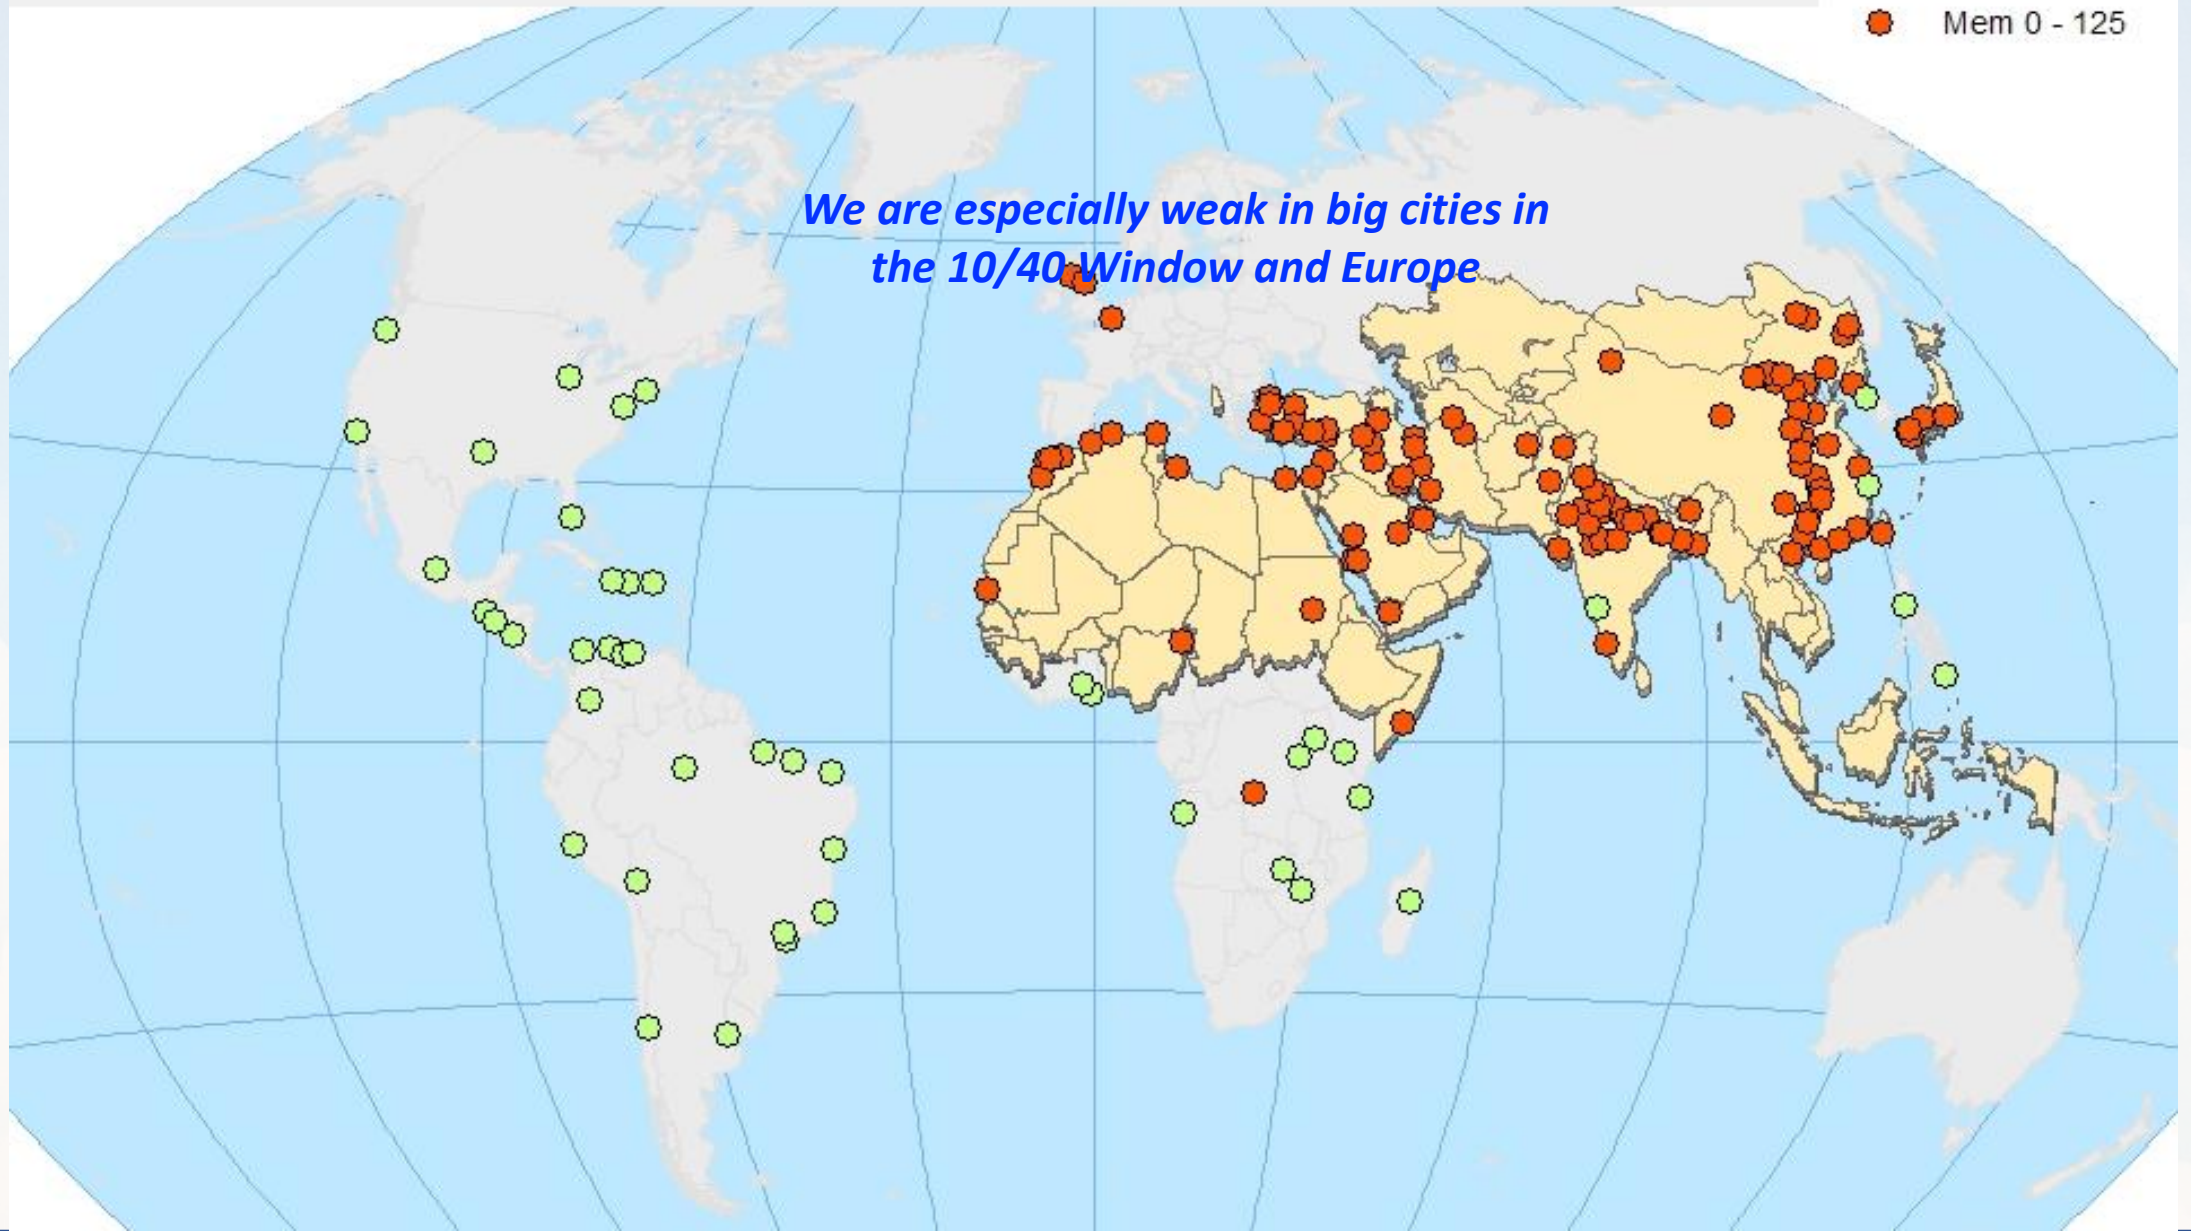 Mem 0 - 125
We are especially weak in big cities in
the 10/40 Window and Europe